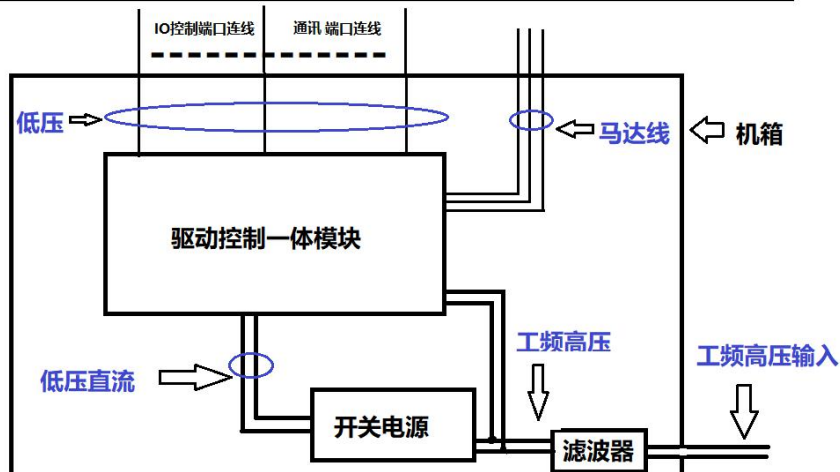 IO控制端口连线 通讯 端口连线
低压
马达线
机箱
驱动控制一体模块
工频高压
工频高压输入
低压直流
开关电源
滤波器